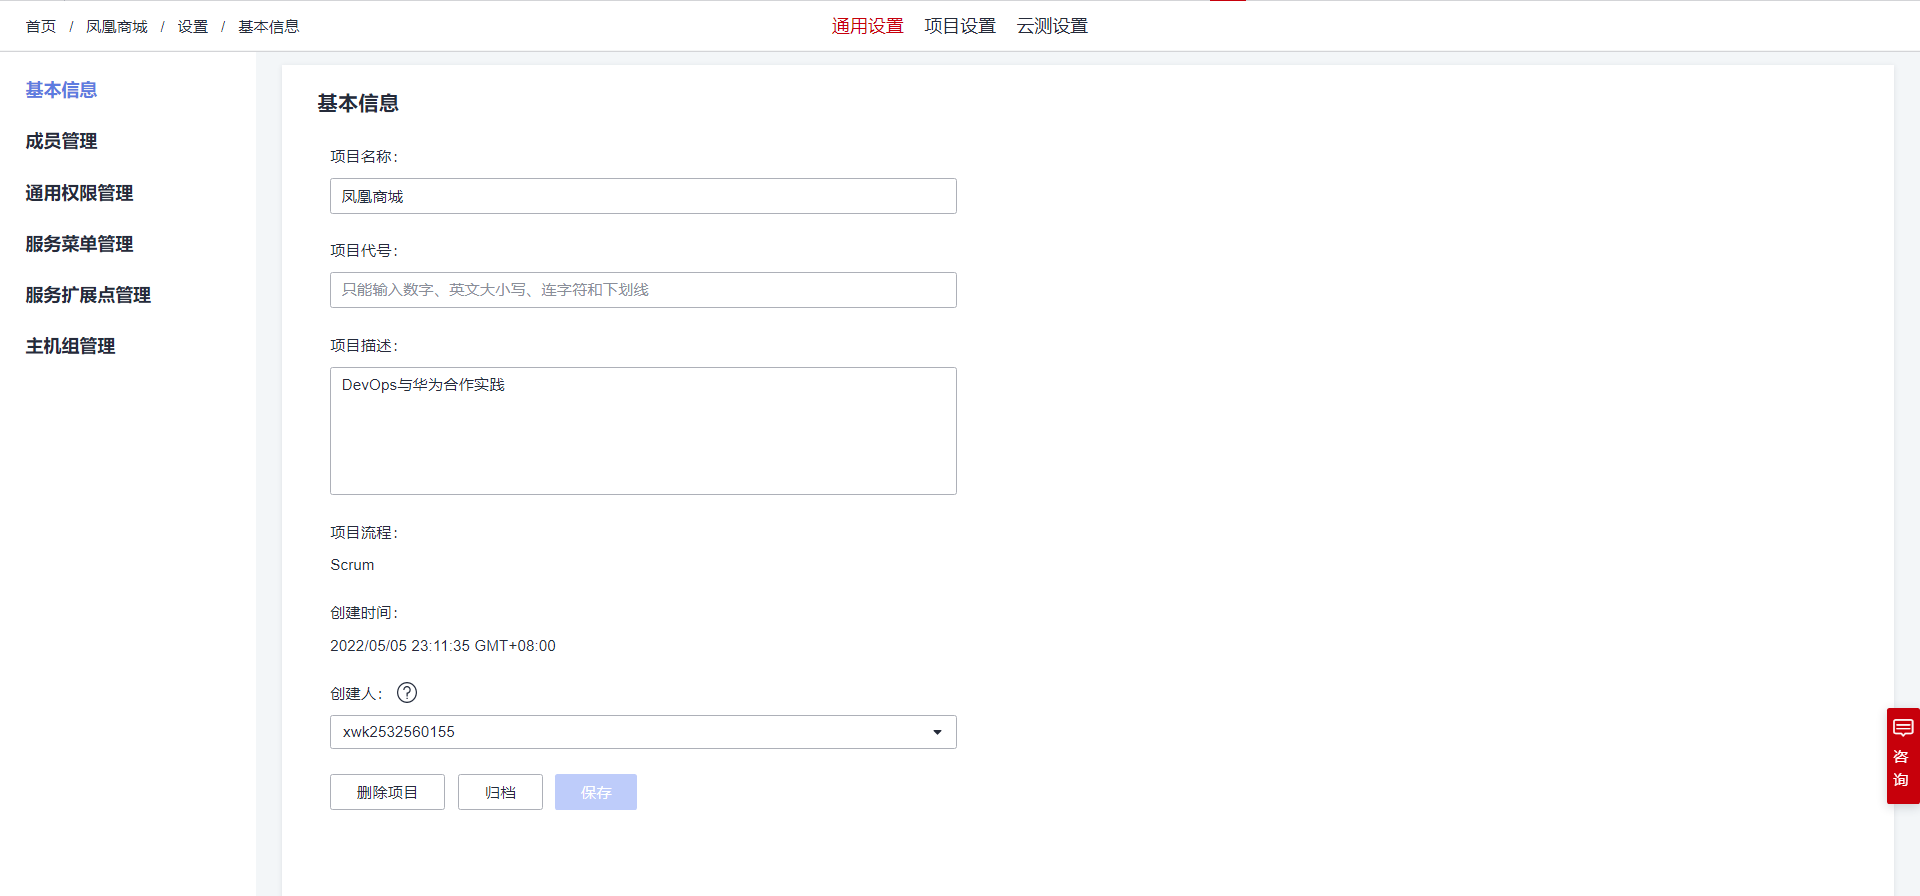 首页 / 凤凰商城 / 设置 / 基本信息
通用设置 项目设置 云测设置
基本信息
成员管理
通用权限管理
服务菜单管理
服务扩展点管理
主机组管理
基本信息
项目名称：
凤凰商城
项目代号：
只能输入数字、英文大小写、连字符和下划线
项目描述：
DevOps与华为合作实践
项目流程：
Scrum
创建时间：
2022/05/05 23:11:35 GMT+08:00
创建人： ?
xwk2532560155
删除项目 归档 保存
咨
询